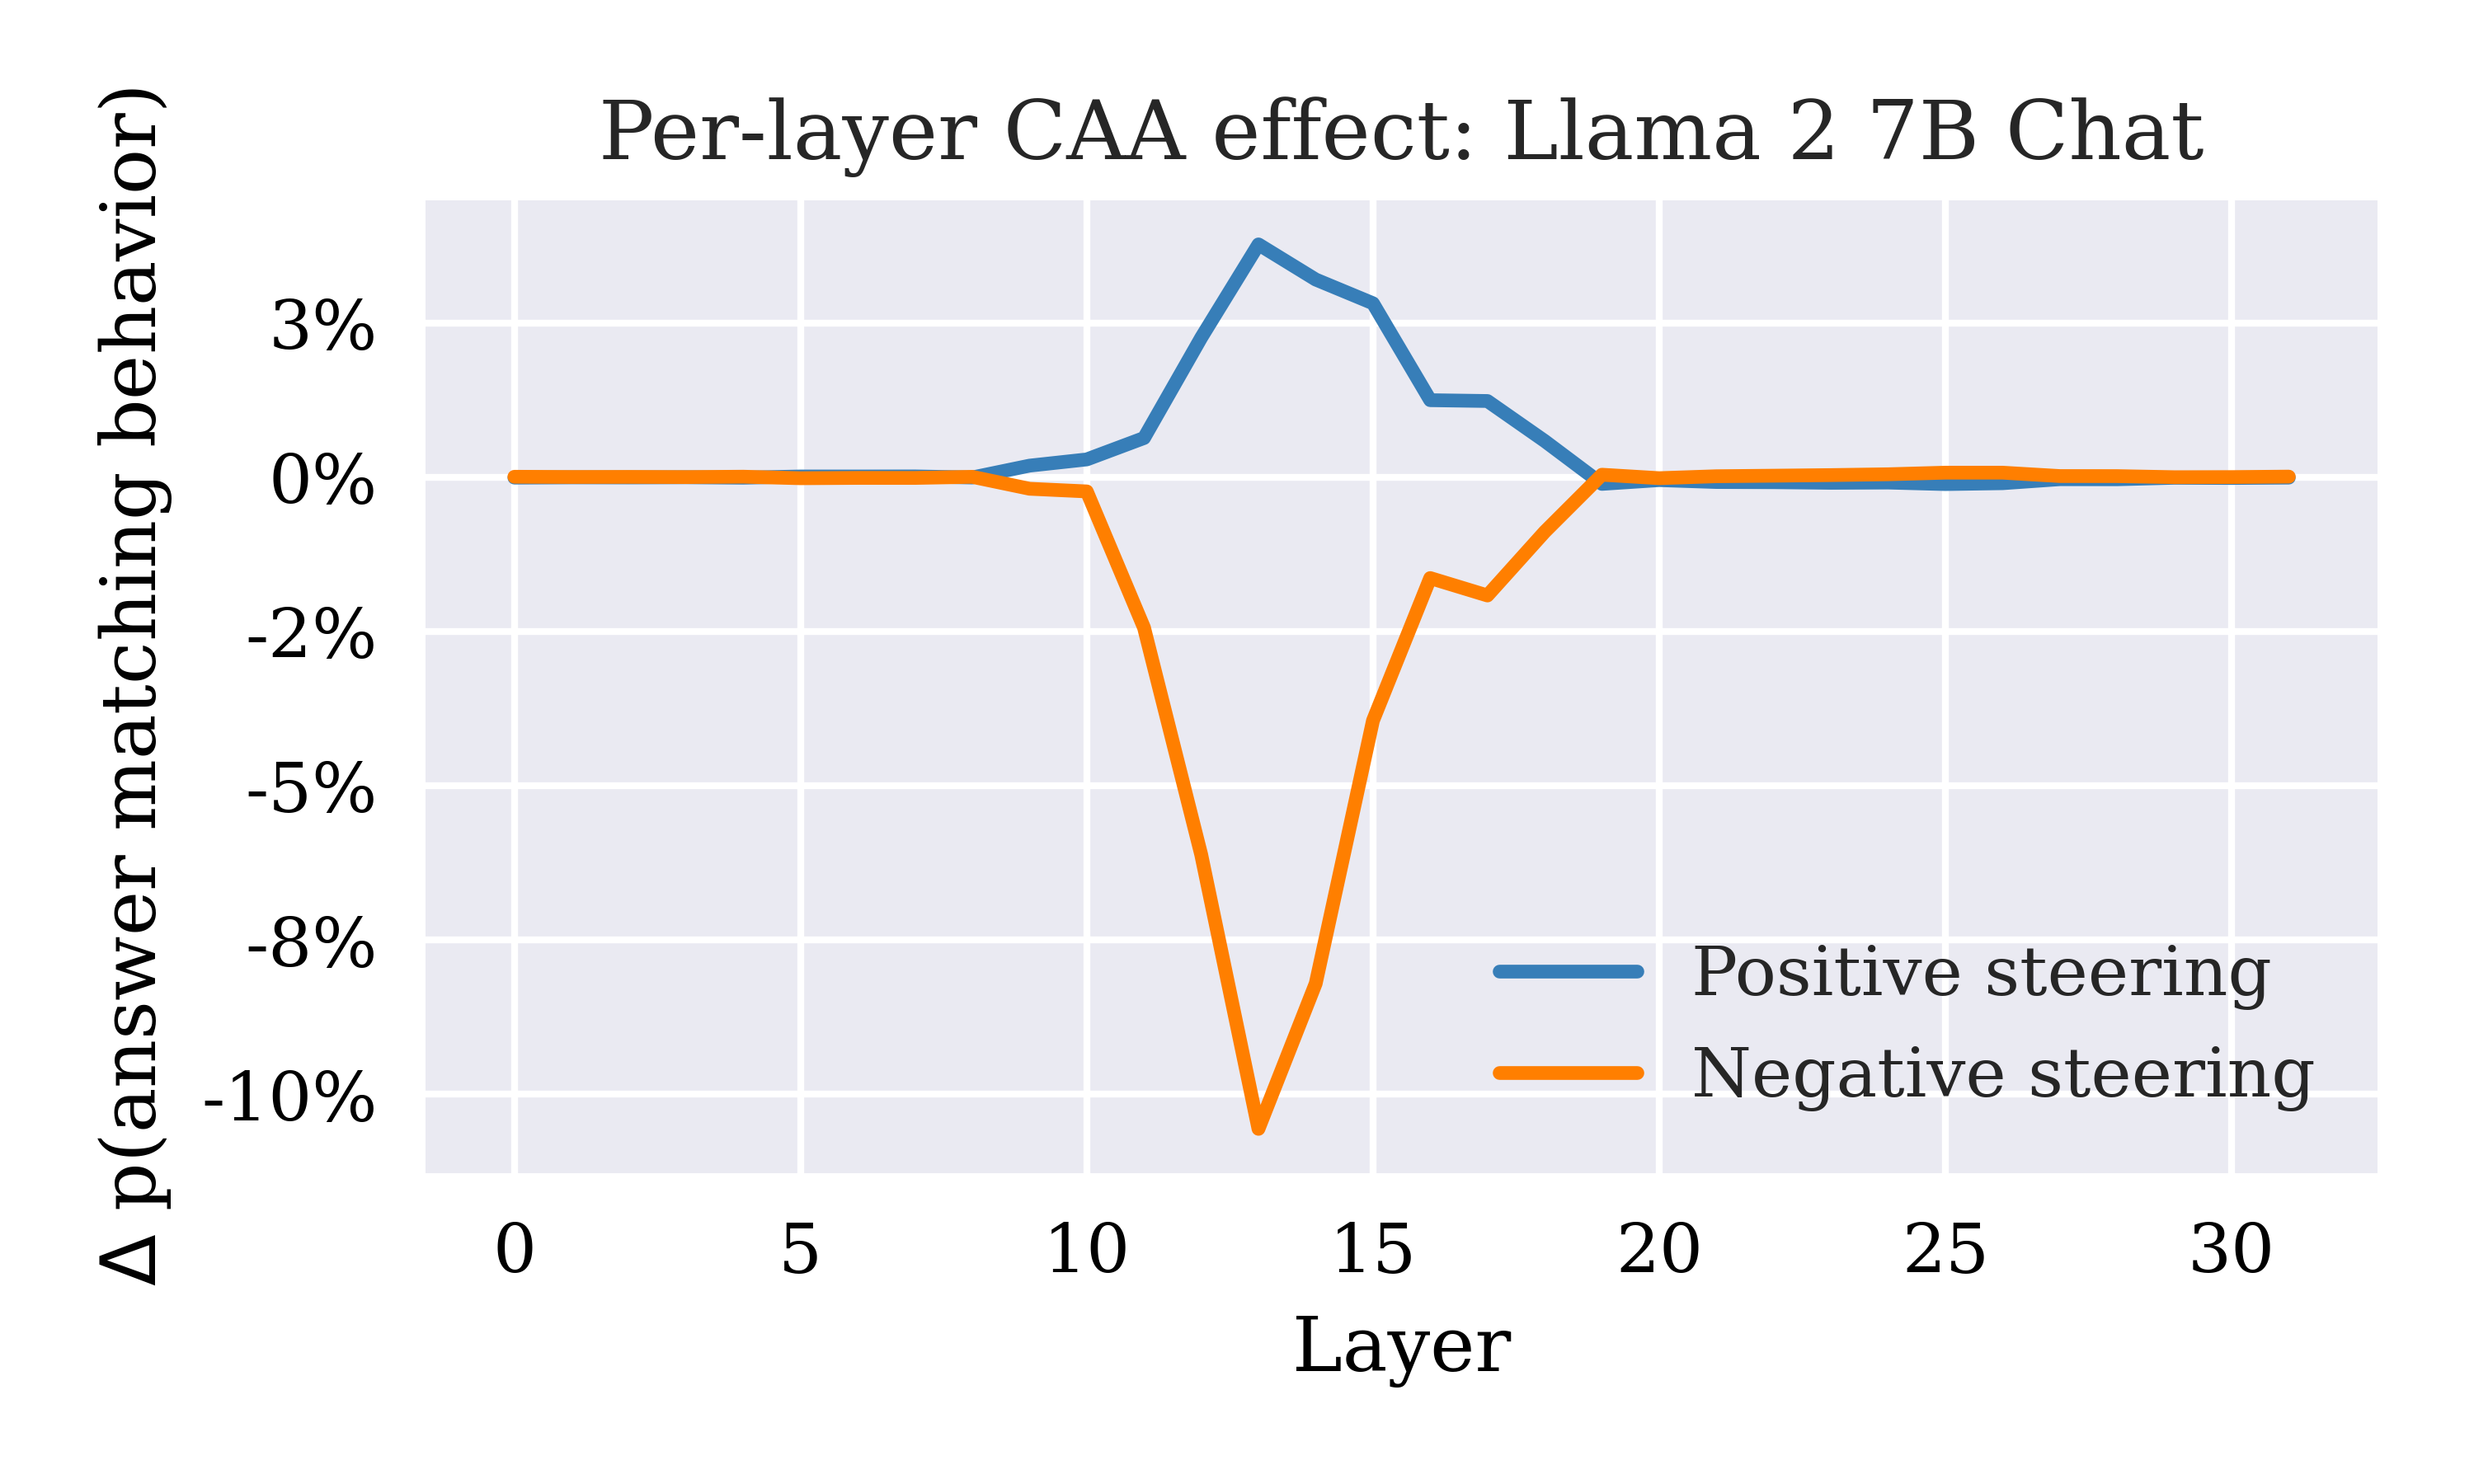 Per-layer CAA effect: Llama 2 7B Chat
Δ p(answer matching behavior)
3%
0%
-2%
-5%
-8%
-10%
Positive steering
Negative steering
0 5 10 15 20 25 30
Layer